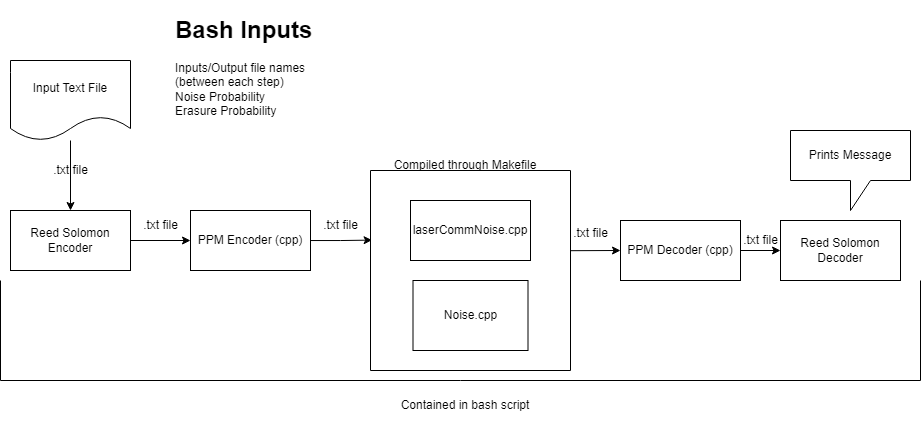 Bash Inputs
Inputs/Output file names
(between each step)
Noise Probability
Erasure Probability
Input Text File
.txt file
Reed Solomon
Encoder
.txt file
PPM Encoder (cpp)
.txt file
Compiled through Makefile
laserCommNoise.cpp
Noise.cpp
.txt file
PPM Decoder (cpp)
.txt file
Reed Solomon
Decoder
Prints Message
Contained in bash script